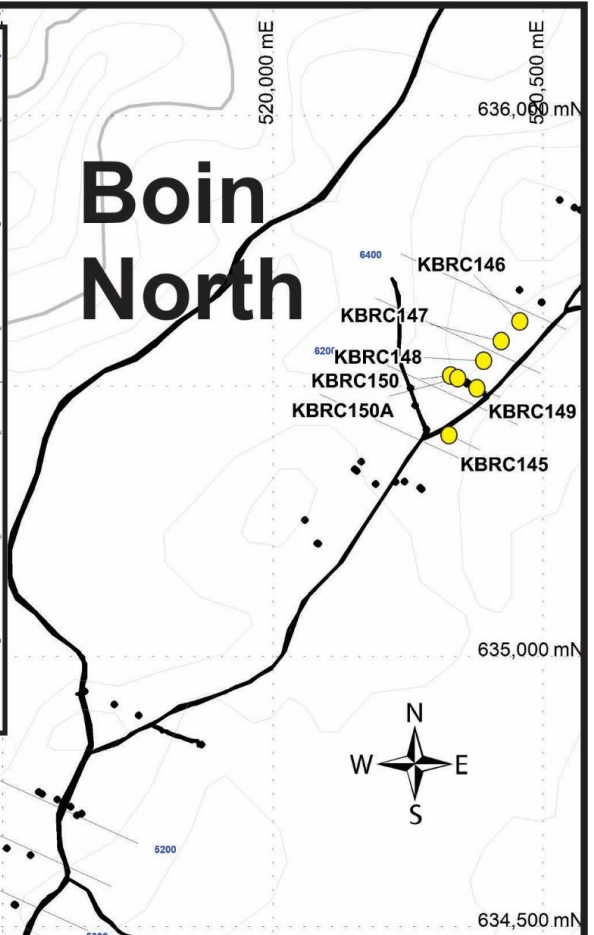 520,000 mE
520,500 mE
636,000 mN
Boin
North
6400
KBRC146
KBRC147
6200
KBRC148
KBRC150
KBRC150A
KBRC149
KBRC145
635,000 mN
N
W
E
S
5200
634,500 mN